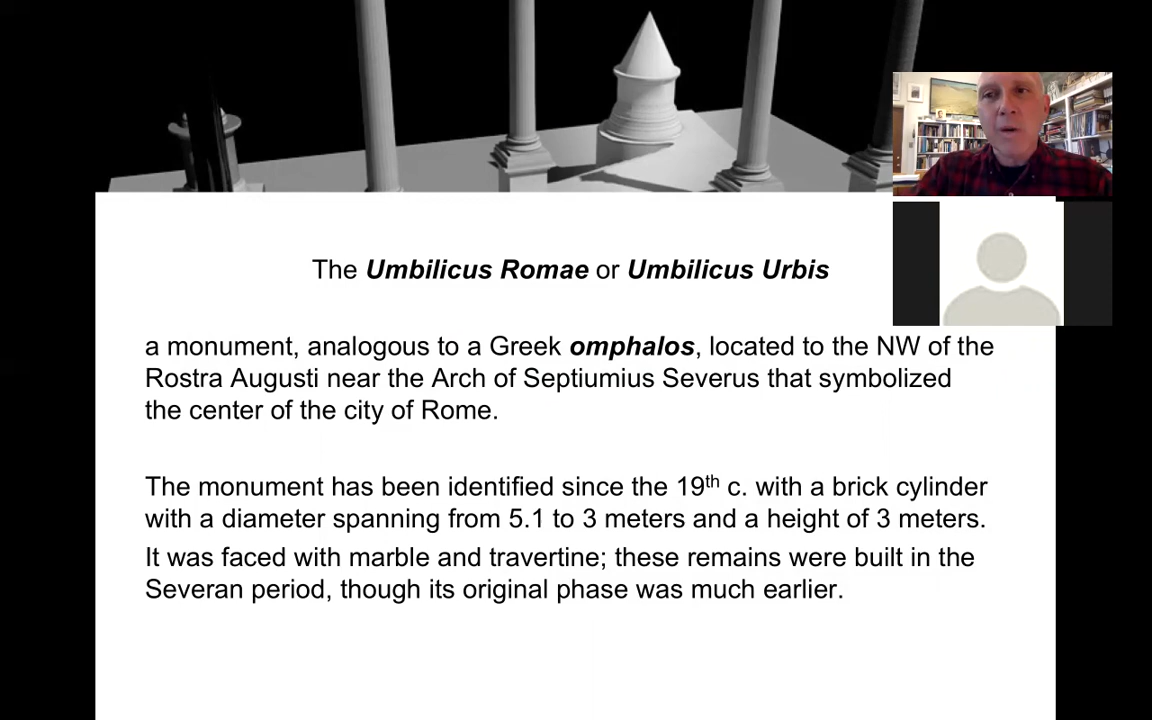 The Umbilicus Romae or Umbilicus Urbis
a monument, analogous to a Greek omphalos, located to the NW of the
Rostra Augusti near the Arch of Septiumius Severus that symbolized
the center of the city of Rome.
The monument has been identified since the 19th c. with a brick cylinder
with a diameter spanning from 5.1 to 3 meters and a height of 3 meters.
It was faced with marble and travertine; these remains were built in the
Severan period, though its original phase was much earlier.